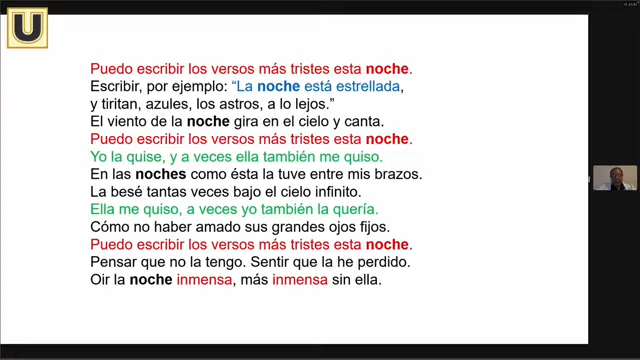 U
Puedo escribir los versos más tristes esta noche.
Escribir, por ejemplo: “La noche está estrellada,
y tiritan, azules, los astros, a lo lejos.”
El viento de la noche gira en el cielo y canta.
Puedo escribir los versos más tristes esta noche.
Yo la quise, y a veces ella también me quiso.
En las noches como ésta la tuve entre mis brazos.
La besé tantas veces bajo el cielo infinito.
Ella me quiso, a veces yo también la quería.
Cómo no haber amado sus grandes ojos fijos.
Puedo escribir los versos más tristes esta noche.
Pensar que no la tengo. Sentir que la he perdido.
Oir la noche inmensa, más inmensa sin ella.